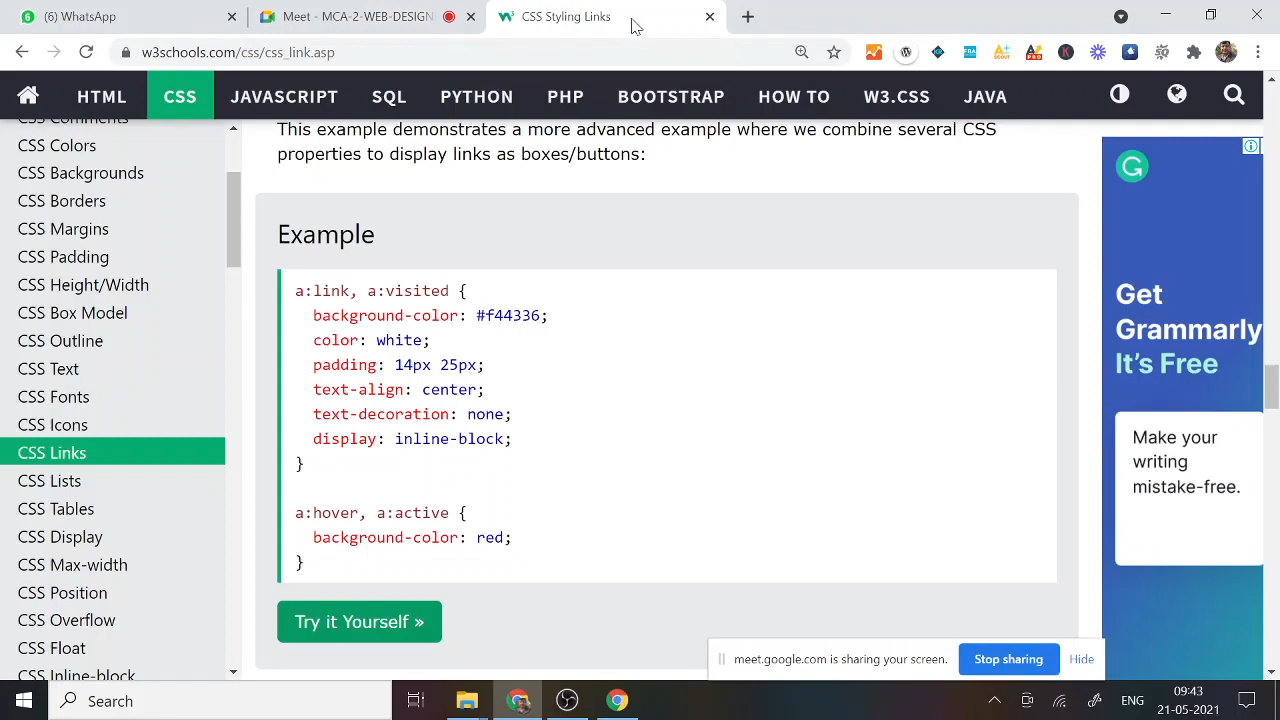 (6) WhatsApp
Meet - MCA-2-WEB-DESIGN
CSS Styling Links
w3schools.com/css/css_link.asp
HTML CSS JAVASCRIPT SQL PYTHON PHP BOOTSTRAP HOW TO W3.CSS JAVA
CSS Comments
CSS Colors
CSS Backgrounds
CSS Borders
CSS Margins
CSS Padding
CSS Height/Width
CSS Box Model
CSS Outline
CSS Text
CSS Fonts
CSS Icons
CSS Links
CSS Lists
CSS Tables
CSS Display
CSS Max-width
CSS Position
CSS Overflow
CSS Float
CSS Inline-block
This example demonstrates a more advanced example where we combine several CSS
properties to display links as boxes/buttons:
Example
a:link, a:visited {
background-color: #f44336;
color: white;
padding: 14px 25px;
text-align: center;
text-decoration: none;
display: inline-block;
}
a:hover, a:active {
background-color: red;
}
Try it Yourself »
Get
Grammarly
It's Free
Make your
writing
mistake-free.
meet.google.com is sharing your screen.
Stop sharing
Hide
Search
ENG
09:43
21-05-2021